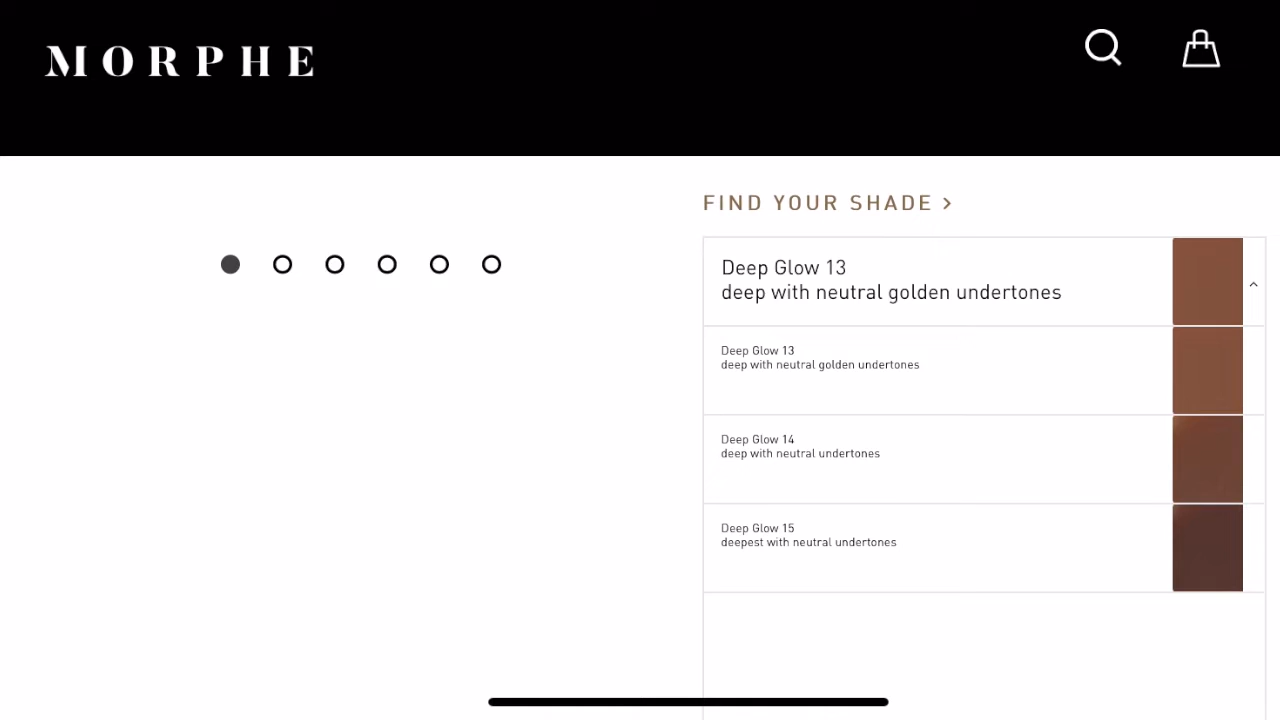 MORPHE
FIND YOUR SHADE >
Deep Glow 13
deep with neutral golden undertones
Deep Glow 13
deep with neutral golden undertones
Deep Glow 14
deep with neutral undertones
Deep Glow 15
deepest with neutral undertones